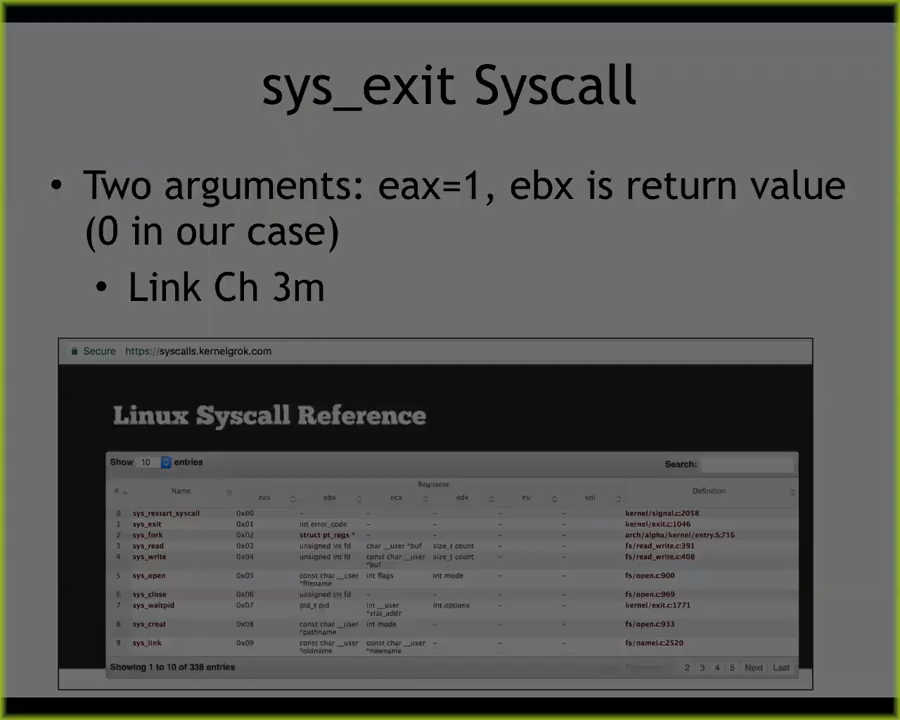 sys_exit Syscall
• Two arguments: eax=1, ebx is return value
(0 in our case)
• Link Ch 3m
Secure https://syscalls.kernelgrok.com
Linux Syscall Reference
Show 10 entries Search:
Registers
# Name eax ebx ecx edx esi edi Definition
0 sys_restart_syscall 0x00 - - - - - kernel/signal.c:2058
1 sys_exit 0x01 int error_code - - - - kernel/exit.c:1046
2 sys_fork 0x02 struct pt_regs * - - - - arch/alpha/kernel/entry.S:716
3 sys_read 0x03 unsigned int fd char __user *buf size_t count - - fs/read_write.c:391
4 sys_write 0x04 unsigned int fd const char __user size_t count - - fs/read_write.c:408
*buf
5 sys_open 0x05 const char __user int flags int mode - - fs/open.c:900
*filename
6 sys_close 0x06 unsigned int fd - - - - fs/open.c:969
7 sys_waitpid 0x07 pid_t pid int __user int options - - kernel/exit.c:1771
*stat_addr
8 sys_creat 0x08 const char __user int mode - - - fs/open.c:933
*pathname
9 sys_link 0x09 const char __user const char __user - - - fs/namei.c:2520
*oldname *newname
Showing 1 to 10 of 338 entries 2 3 4 5 Next Last